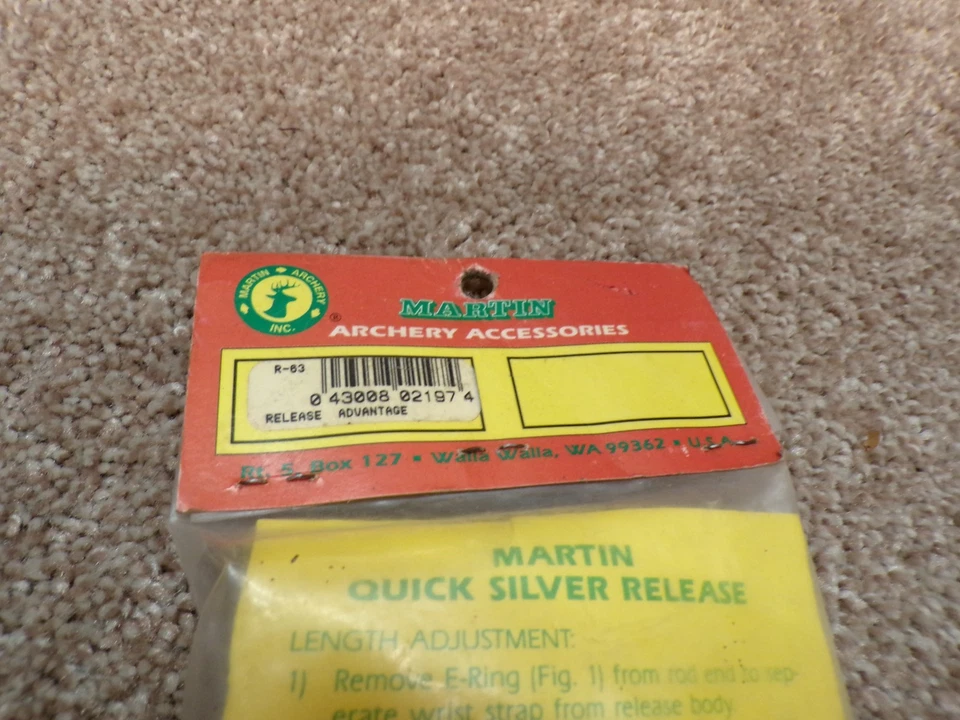 MARTIN ARCHERY
INC.
®
MARTIN
ARCHERY ACCESSORIES
R-63
0 43008 02197 4
RELEASE ADVANTAGE
Rt. 5, Box 127 ▪ Walla Walla, WA 99362 ▪ U.S.A.
MARTIN
QUICK SILVER RELEASE
LENGTH ADJUSTMENT:
1) Remove E-Ring (Fig. 1) from rod end to sep-
erate wrist strap from release body